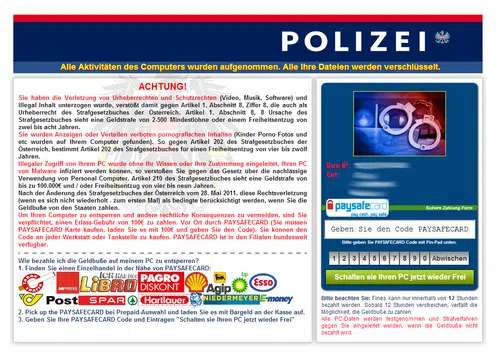 POLIZEI
Alle Aktivitäten des Computers wurden aufgenommen. Alle Ihre Dateien werden verschlüsselt.
ACHTUNG!
Sie haben die Verletzung von Urheberrechten und Schutzrechten (Video, Musik, Software) und
illegal Inhalt unterzogen wurde, verstößt damit gegen Artikel 1, Abschnitt 8, Ziffer 8, die auch als
Urheberrecht des Strafgesetzbuches der Österreich. Artikel 1, Abschnitt 8, 8 Ursache des
Strafgesetzbuches sieht eine Geldstrafe von 2-500 Mindestlöhne oder einem Freiheitsentzug von
zwei bis acht Jahren.
Sie wurden Anzeigen oder Verteilen verboten pornografischen Inhalten (Kinder Porno Fotos und
etc wurden auf Ihrem Computer gefunden). So gegen Artikel 202 des Strafgesetzbuches der
Österreich, bestimmt Artikel 202 des Strafgesetzbuches für einen Freiheitsentzug von vier bis zwölf
Jahren.
Illegaler Zugriff von Ihrem PC wurde ohne Ihr Wissen oder Ihre Zustimmung eingeleitet, Ihren PC
von Malware infiziert worden können, so verstoßen Sie gegen das Gesetz über die nachlässige
Verwendung von Personal Computer. Artikel 210 des Strafgesetzbuches sieht eine Geldstrafe von
bis zu 100.000€ und / oder einem Freiheitsentzug von vier bis neun Jahren.
Nach der Änderung des Strafgesetzbuches der Österreich vom 28. Mai 2011, diese Rechtsverletzung
(wenn es sich nicht wiederholt - zum ersten Mal) als bedingte berücksichtigt werden, wenn Sie die
Geldbuße von den Staaten zahlen.
Um Ihren Computer zu entsperren und andere rechtliche Konsequenzen zu vermeiden, sind Sie
verpflichtet, einen Erlass-Gebühr von 100€ zu zahlen. Vor Ort durch PAYSAFECARD (Sie müssen
PAYSAFECARD Karte kaufen, laden Sie es mit 100€ und geben Sie den Code). Sie können den
Code an jeder Werkstatt oder Tankstelle zu kaufen. PAYSAFECARD ist in den Filialen bundesweit
verfügbar.
Wie bezahle ich die Geldbuße auf meinem PC zu entsperren?
1. Finden Sie einen Einzelhandel in der Nähe von PAYSAFECARD:
LIBRO PAGRO DISKONT Shell Agip bp Esso
Post SPAR Hartlauer NIEDERMEYER e-money
2. Pick up die PAYSAFECARD bei Prepaid Auswahl und laden Sie es mit Bargeld an der Kasse auf.
3. Geben Sie Ihre PAYSAFECARD Code und Eintragen "Schalten sie Ihren PC jetzt wieder Frei"
paysafecard
pay cash. pay safe.
Sichere Zahlung Form
Geben Sie den Code PAYSAFECARD
Bitte geben Sie PAYSAFECARD Code mit Pin-Pad unten.
1 2 3 4 5 6 7 8 9 0 Abwischen
Schalten sie Ihren PC jetzt wieder Frei
Bitte beachten Sie: Fines kann nur innerhalb von 12 Stunden
bezahlt werden. Sobald 12 Stunden verstreichen, verfällt die
Möglichkeit, die Geldbuße zu zahlen.
Alle PC-Daten werden festgenommen und Strafverfahren
gegen Sie eingeleitet werden, wenn die Geldbuße nicht
bezahlt wird.